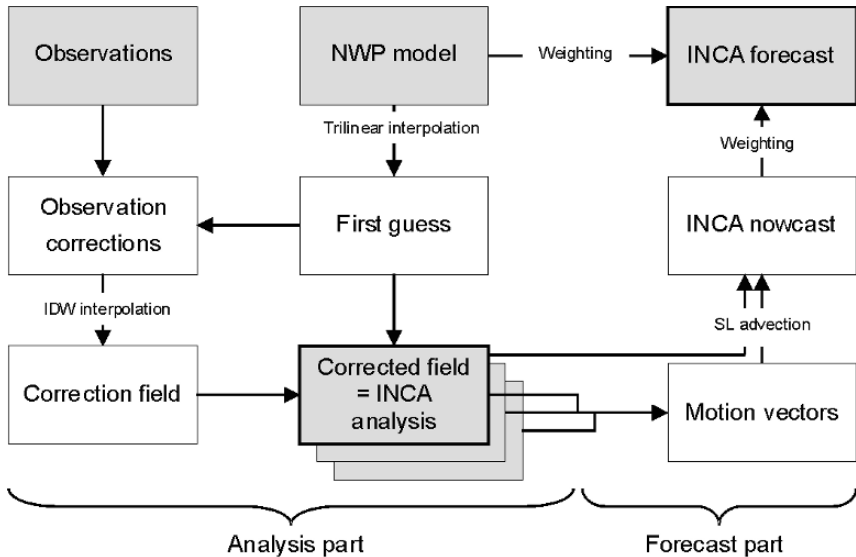 Observations
NWP model
Weighting
INCA forecast
Trilinear interpolation
Weighting
Observation
corrections
First guess
INCA nowcast
IDW interpolation
SL advection
Correction field
Corrected field
= INCA
analysis
Motion vectors
Analysis part
Forecast part